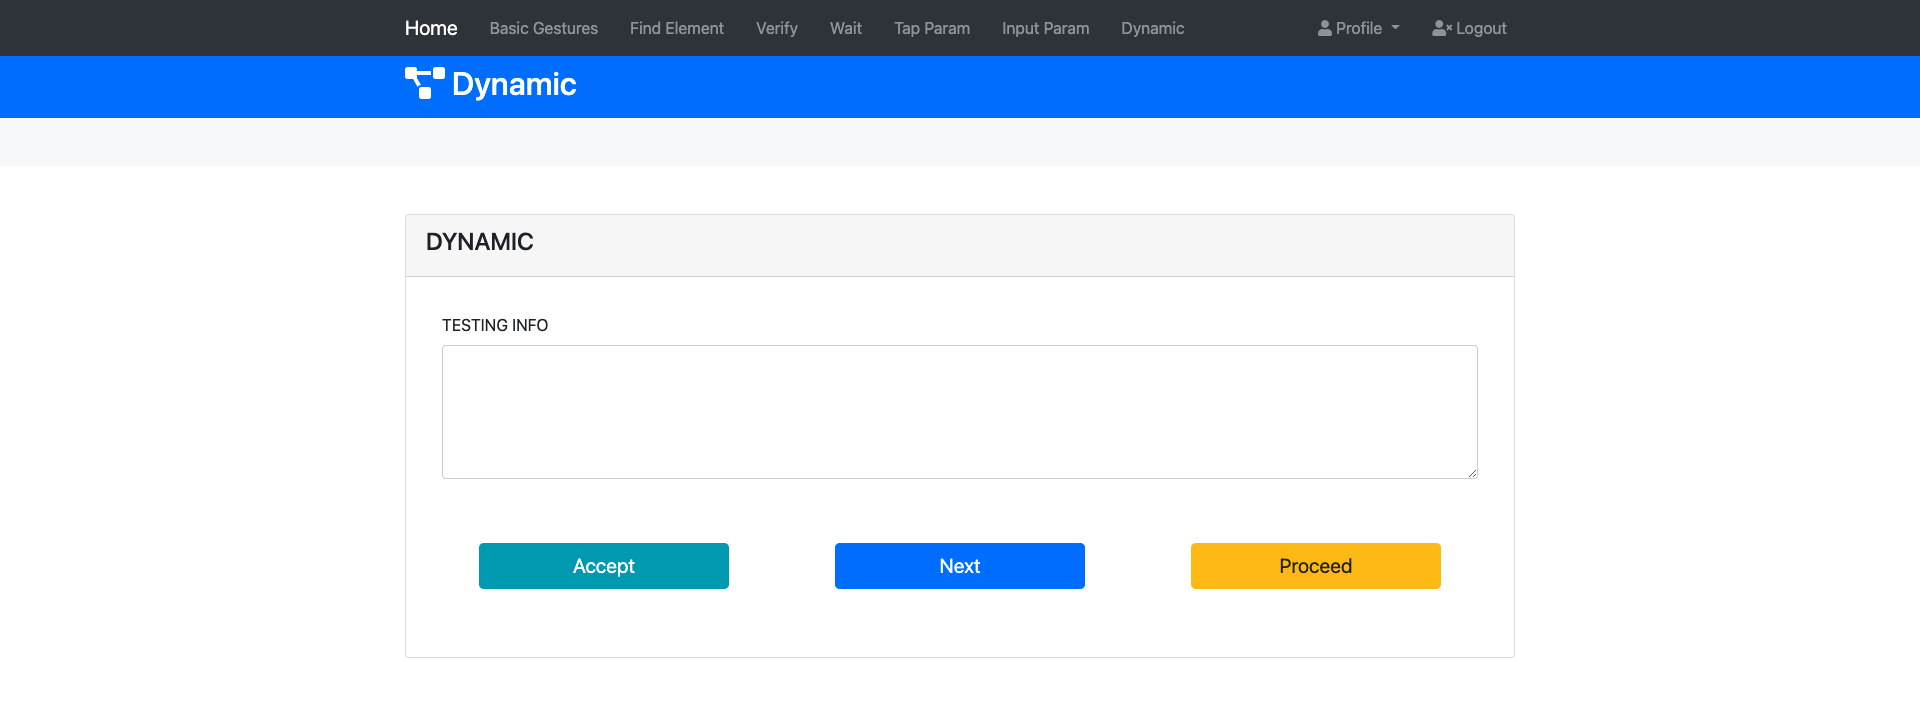 Home Basic Gestures Find Element Verify Wait Tap Param Input Param Dynamic Profile Logout
Dynamic
DYNAMIC
TESTING INFO
Accept Next Proceed